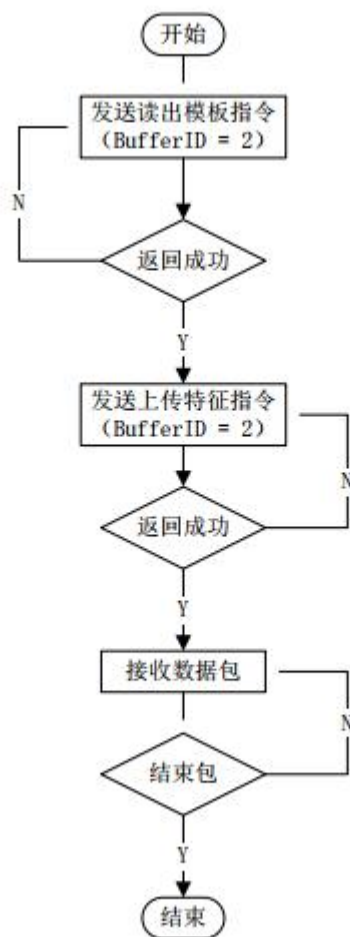 开始
发送读出模板指令
(BufferID = 2)
N
返回成功
Y
发送上传特征指令
(BufferID = 2)
N
返回成功
Y
接收数据包
N
结束包
Y
结束